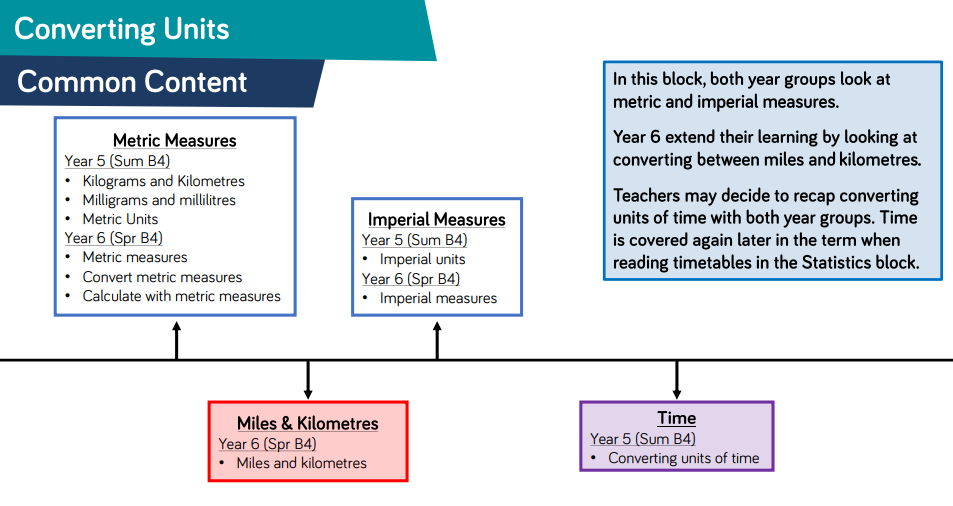 Converting Units
Common Content
Metric Measures
Year 5 (Sum B4)
• Kilograms and Kilometres
• Milligrams and millilitres
• Metric Units
Year 6 (Spr B4)
• Metric measures
• Convert metric measures
• Calculate with metric measures
Imperial Measures
Year 5 (Sum B4)
• Imperial units
Year 6 (Spr B4)
• Imperial measures
In this block, both year groups look at
metric and imperial measures.
Year 6 extend their learning by looking at
converting between miles and kilometres.
Teachers may decide to recap converting
units of time with both year groups. Time
is covered again later in the term when
reading timetables in the Statistics block.
Miles & Kilometres
Year 6 (Spr B4)
• Miles and kilometres
Time
Year 5 (Sum B4)
• Converting units of time